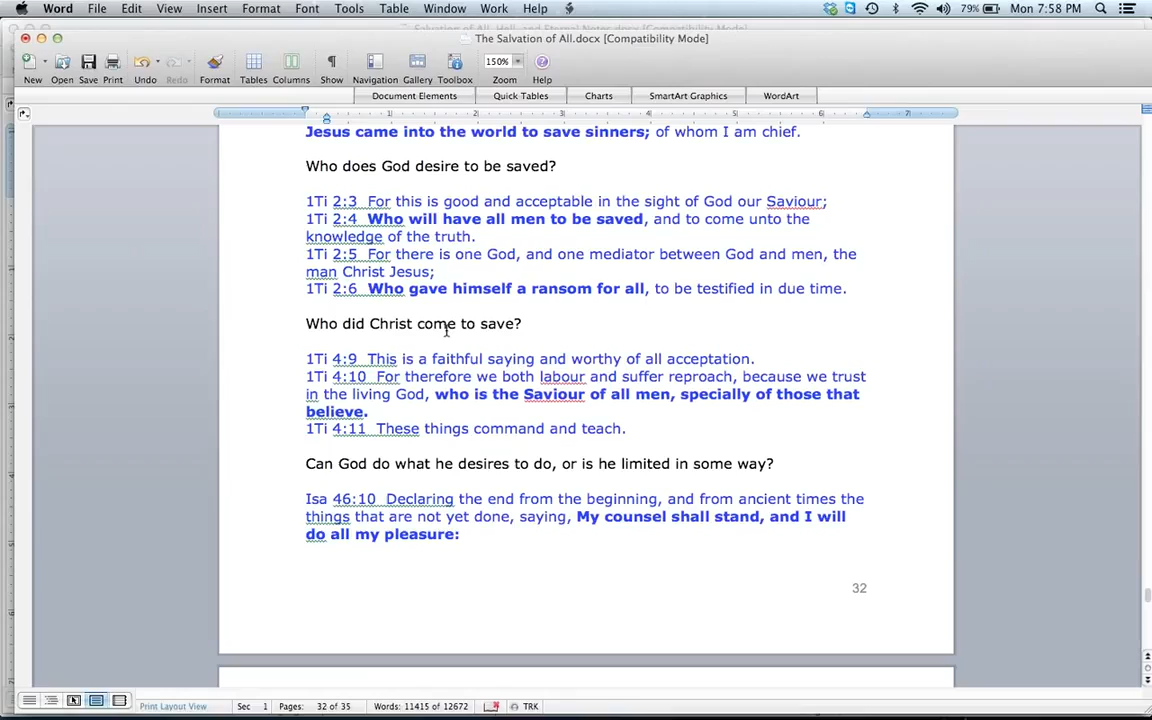 Word File Edit View Insert Format Font Tools Table Window Work Help 79% Mon 7:58 PM
The Salvation of All.docx [Compatibility Mode]
150%
New Open Save Print Undo Redo Format Tables Columns Show Navigation Gallery Toolbox Zoom Help
Document Elements Quick Tables Charts SmartArt Graphics WordArt
1 2 3 4 5 6 7
Jesus came into the world to save sinners; of whom I am chief.
Who does God desire to be saved?
1Ti 2:3 For this is good and acceptable in the sight of God our Saviour;
1Ti 2:4 Who will have all men to be saved, and to come unto the
knowledge of the truth.
1Ti 2:5 For there is one God, and one mediator between God and men, the
man Christ Jesus;
1Ti 2:6 Who gave himself a ransom for all, to be testified in due time.
Who did Christ come to save?
1Ti 4:9 This is a faithful saying and worthy of all acceptation.
1Ti 4:10 For therefore we both labour and suffer reproach, because we trust
in the living God, who is the Saviour of all men, specially of those that
believe.
1Ti 4:11 These things command and teach.
Can God do what he desires to do, or is he limited in some way?
Isa 46:10 Declaring the end from the beginning, and from ancient times the
things that are not yet done, saying, My counsel shall stand, and I will
do all my pleasure:
32
Print Layout View Sec 1 Pages: 32 of 35 Words: 11415 of 12672 TRK